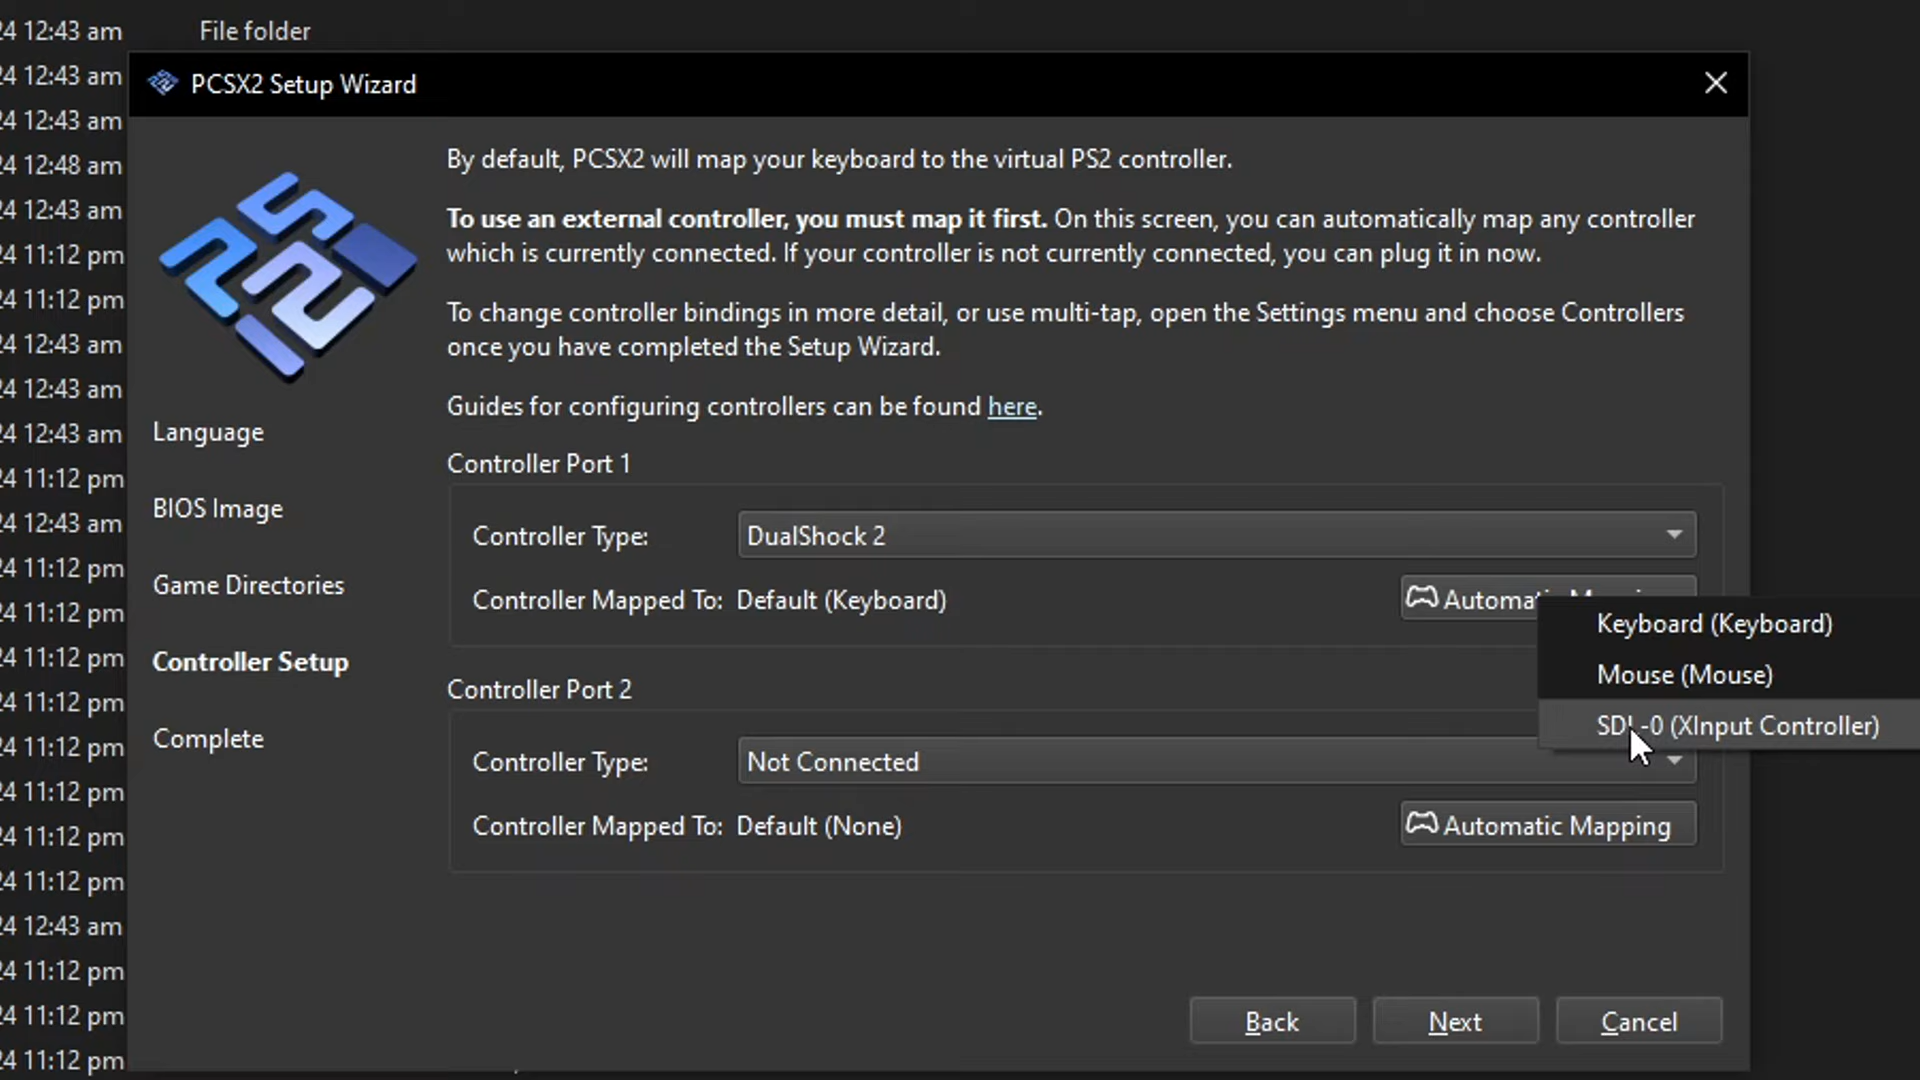 24 12:43 am File folder
24 12:43 am
24 12:43 am
24 12:48 am
24 12:43 am
24 11:12 pm
24 11:12 pm
24 12:43 am
24 11:12 pm
24 12:43 am
24 11:12 pm
24 12:43 am
24 11:12 pm
24 11:12 pm
24 11:12 pm
24 11:12 pm
24 11:12 pm
24 11:12 pm
24 11:12 pm
24 11:12 pm
24 12:43 am
24 11:12 pm
24 11:12 pm
24 11:12 pm
PCSX2 Setup Wizard
By default, PCSX2 will map your keyboard to the virtual PS2 controller.
To use an external controller, you must map it first. On this screen, you can automatically map any controller
which is currently connected. If your controller is not currently connected, you can plug it in now.
To change controller bindings in more detail, or use multi-tap, open the Settings menu and choose Controllers
once you have completed the Setup Wizard.
Guides for configuring controllers can be found here.
Language
BIOS Image
Game Directories
Controller Setup
Complete
Controller Port 1
Controller Type: DualShock 2
Controller Mapped To: Default (Keyboard)
Keyboard (Keyboard)
Mouse (Mouse)
SDL-0 (XInput Controller)
Controller Port 2
Controller Type: Not Connected
Controller Mapped To: Default (None) Automatic Mapping
Back Next Cancel